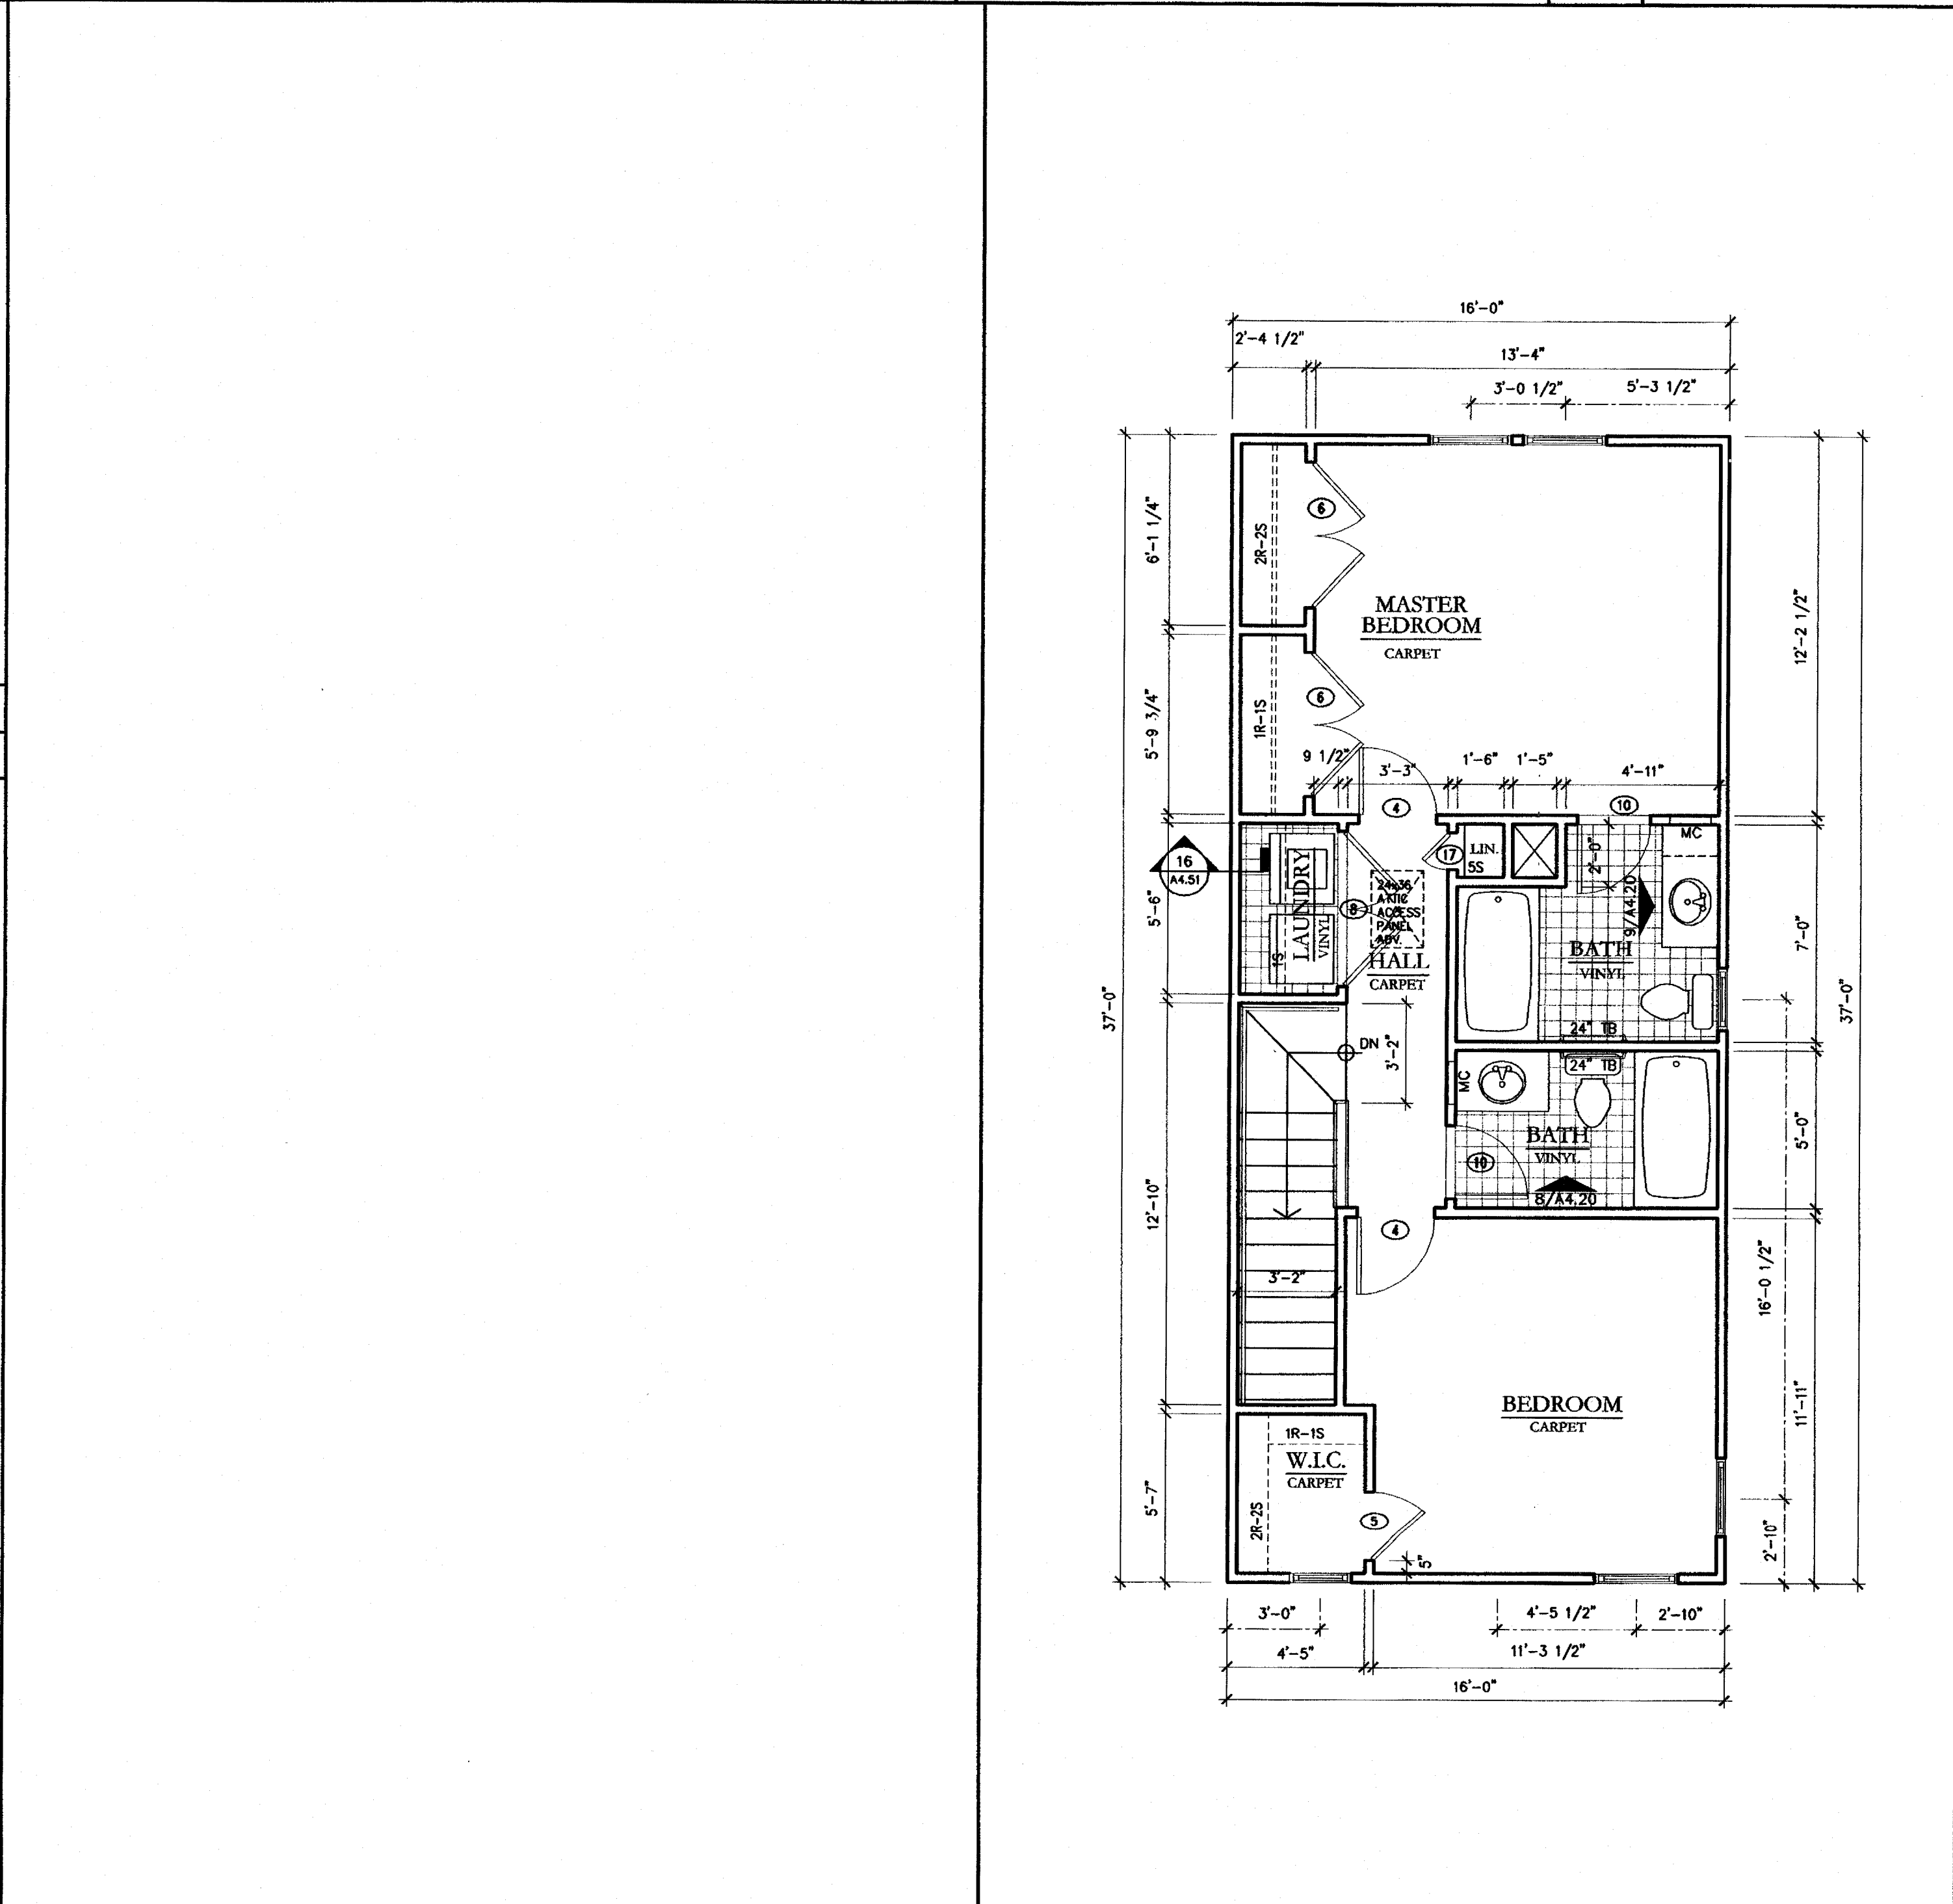 16'-0"
2'-4 1/2"
13'-4"
3'-0 1/2"
5'-3 1/2"
6'-1 1/4"
6
2R-2S
MASTER
BEDROOM
CARPET
12'-2 1/2"
5'-9 3/4"
6
1R-1S
9 1/2"
3'-3"
1'-6"
1'-5"
4'-11"
4
10
MC
16
A4.51
17
LIN.
5S
2'-0"
LAUNDRY
VINYL
1S
8
24x36
ATTIC
ACCESS
PANEL
ADV.
HALL
CARPET
9/A4.20
BATH
VINYL
5'-6"
7'-0"
37'-0"
37'-0"
24" TB
DN
3'-2"
24" TB
MC
BATH
VINYL
10
8/A4.20
5'-0"
12'-10"
4
3'-2"
16'-0 1/2"
BEDROOM
CARPET
11'-11"
1R-1S
W.I.C.
CARPET
2R-2S
5
5'-7"
5"
2'-10"
3'-0"
4'-5 1/2"
2'-10"
4'-5"
11'-3 1/2"
16'-0"